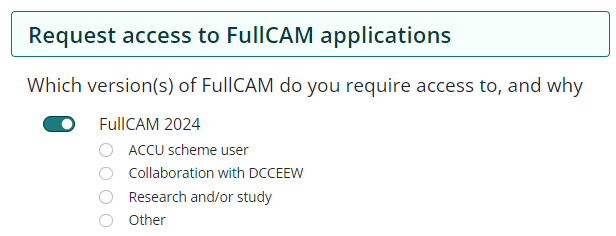 Request access to FullCAM applications
Which version(s) of FullCAM do you require access to, and why
FullCAM 2024
ACCU scheme user
Collaboration with DCCEEW
Research and/or study
Other